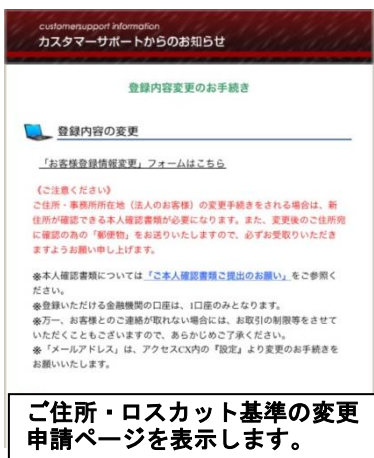 customersupport information
カスタマーサポートからのお知らせ
登録内容変更のお手続き
登録内容の変更
「お客様登録情報変更」フォームはこちら
《ご注意ください》
ご住所・事務所所在地（法人のお客様）の変更手続きをされる場合は、新
住所が確認できる本人確認書類が必要になります。また、変更後のご住所宛
に確認の為の「郵便物」をお送りいたしますので、必ずお受取りいただき
ますようお願い申し上げます。
※本人確認書類については「ご本人確認書類ご提出のお願い」をご参照く
ださい。
※登録いただける金融機関の口座は、1口座のみとなります。
※万一、お客様とのご連絡が取れない場合には、お取引の制限等をさせて
いただくこともございますので、あらかじめご了承ください。
※「メールアドレス」は、アクセスCX内の『設定』より変更のお手続きを
お願いいたします。
ご住所・ロスカット基準の変更
申請ページを表示します。